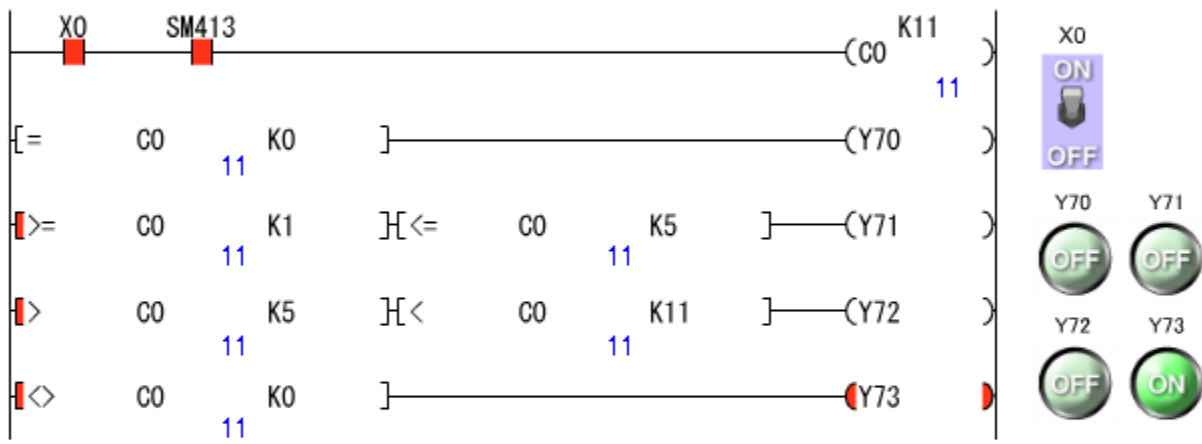 X0 SM413 K11
(C0 )
11
[= C0 K0 ] (Y70 )
11
[>= C0 K1 ][<= C0 K5 ] (Y71 )
11 11
[> C0 K5 ][< C0 K11 ] (Y72 )
11 11
[<> C0 K0 ] (Y73 )
11
X0
ON
OFF
Y70 Y71
OFF OFF
Y72 Y73
OFF ON